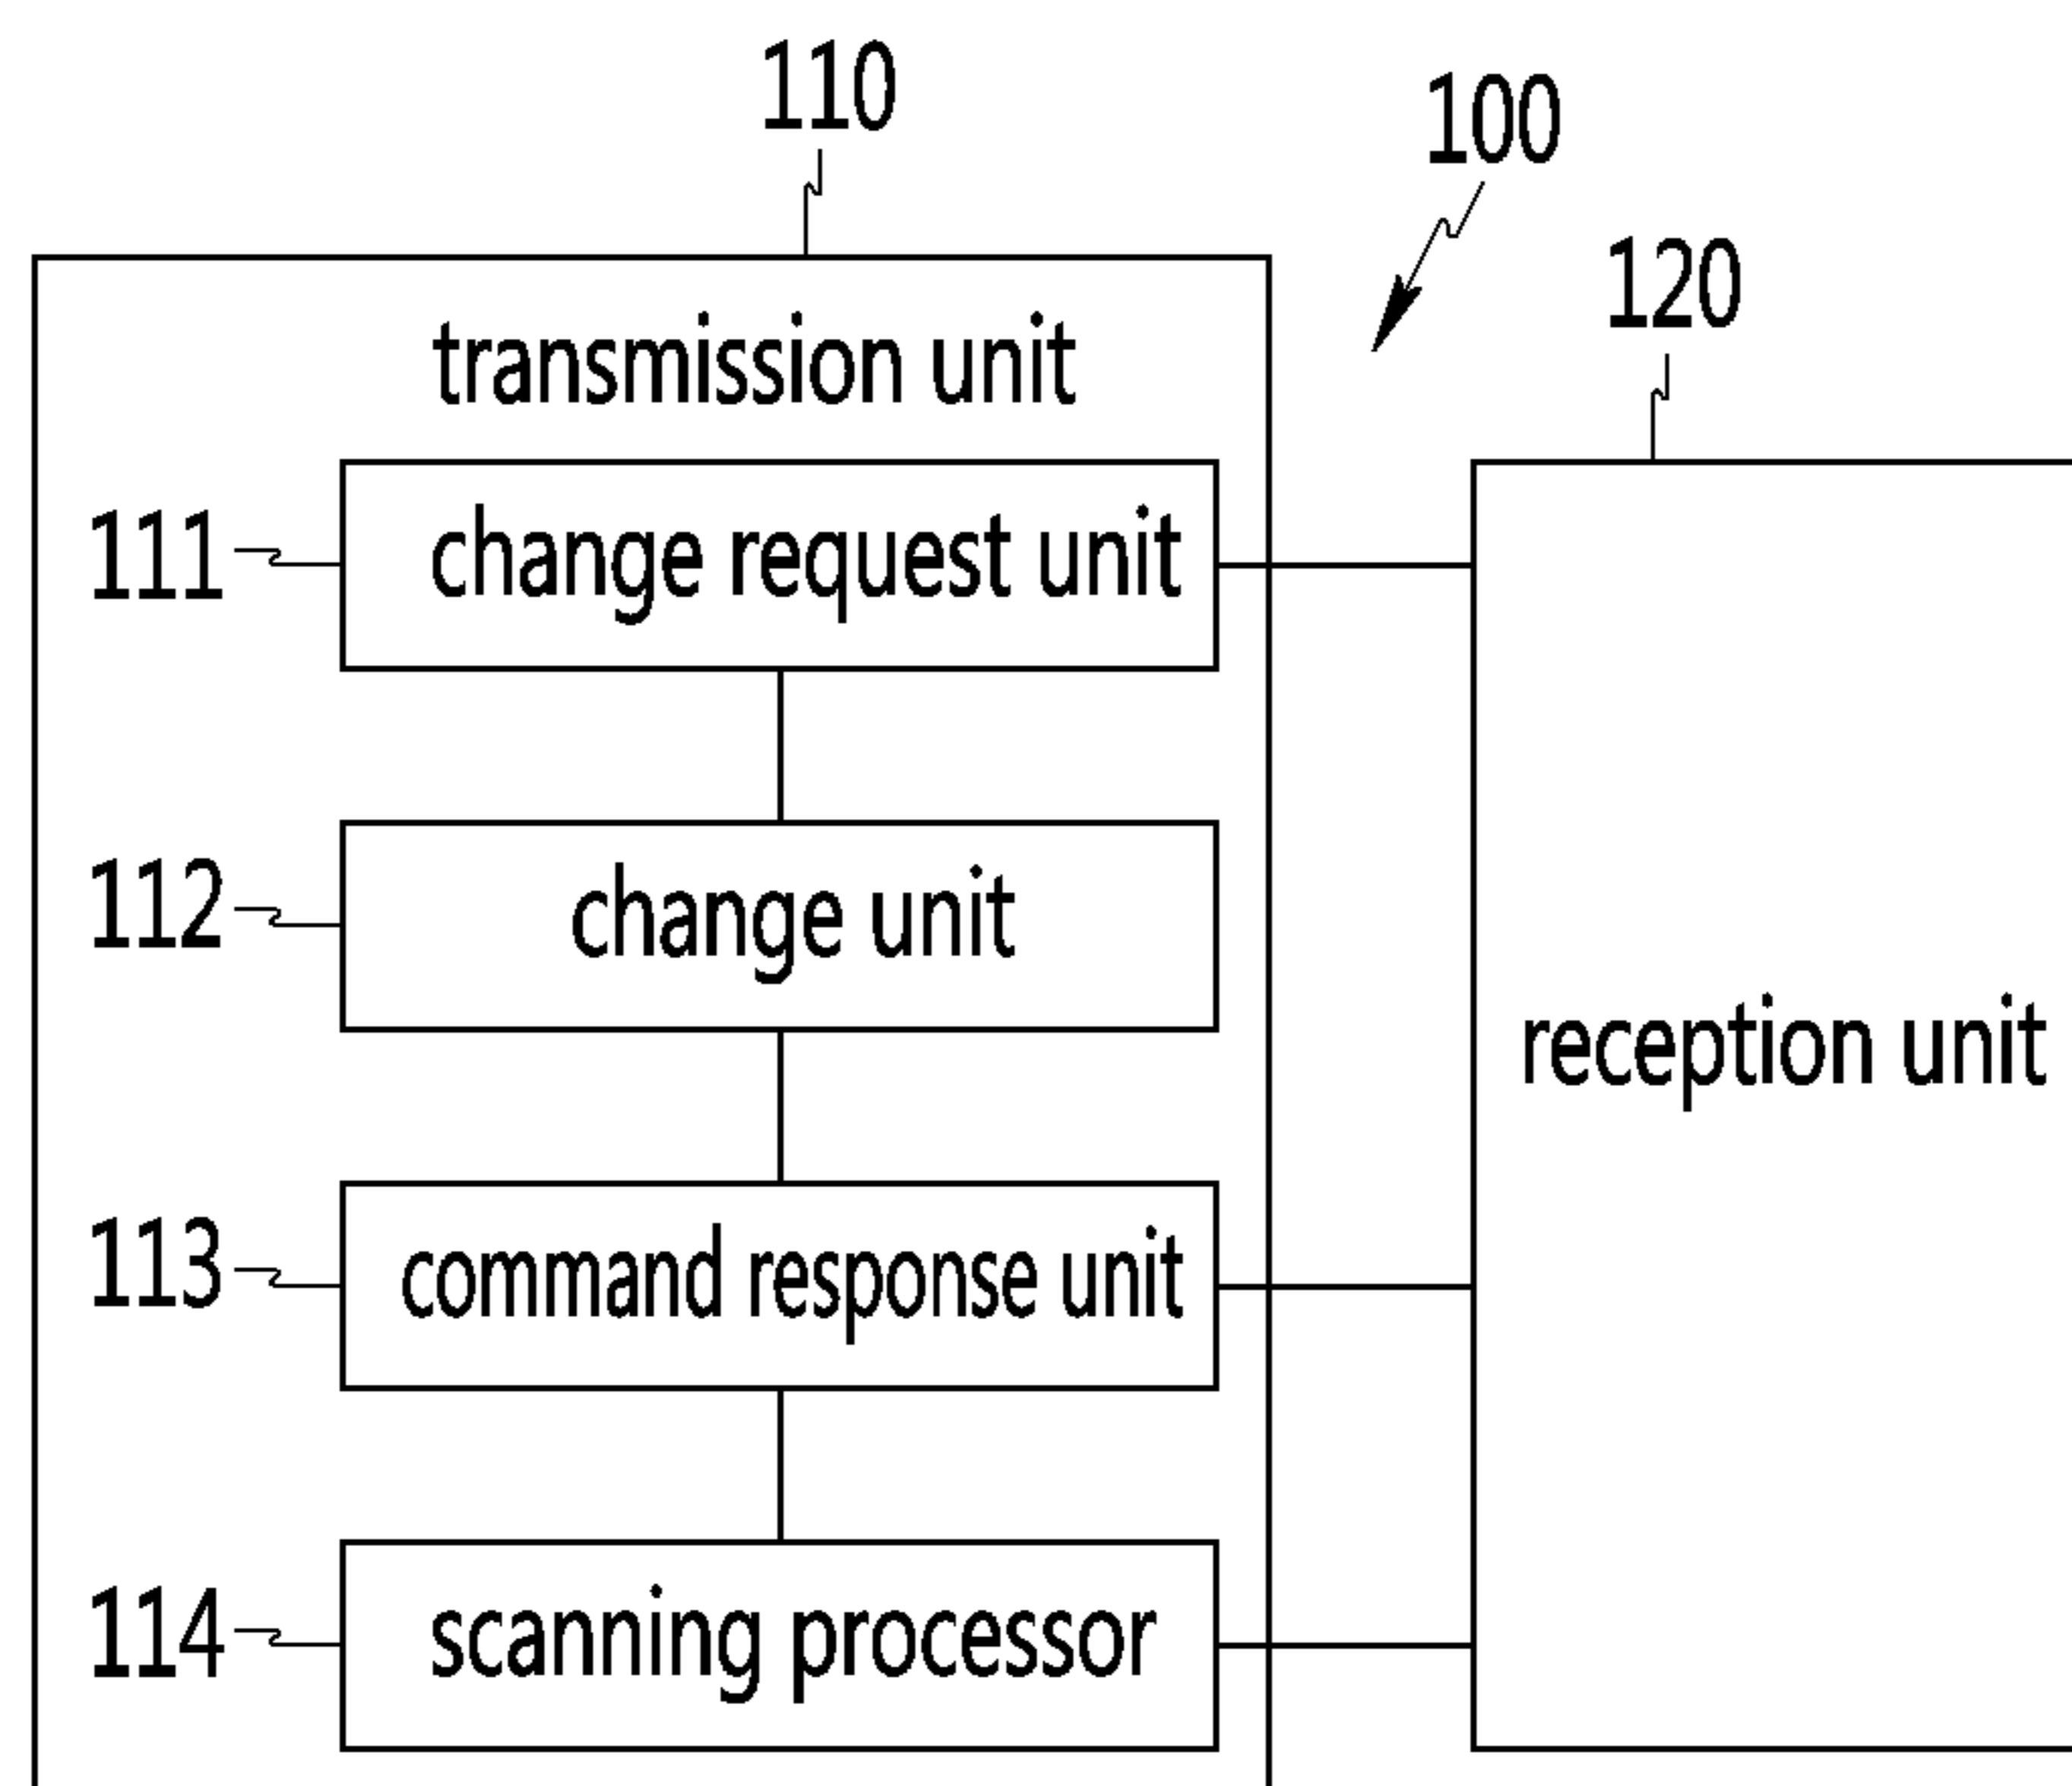 110
100
120
transmission unit
111
change request unit
112
change unit
reception unit
113
command response unit
114
scanning processor